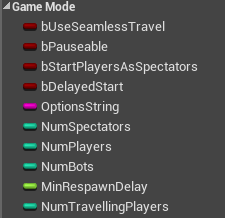 Game Mode
bUseSeamlessTravel
bPauseable
bStartPlayersAsSpectators
bDelayedStart
OptionsString
NumSpectators
NumPlayers
NumBots
MinRespawnDelay
NumTravellingPlayers